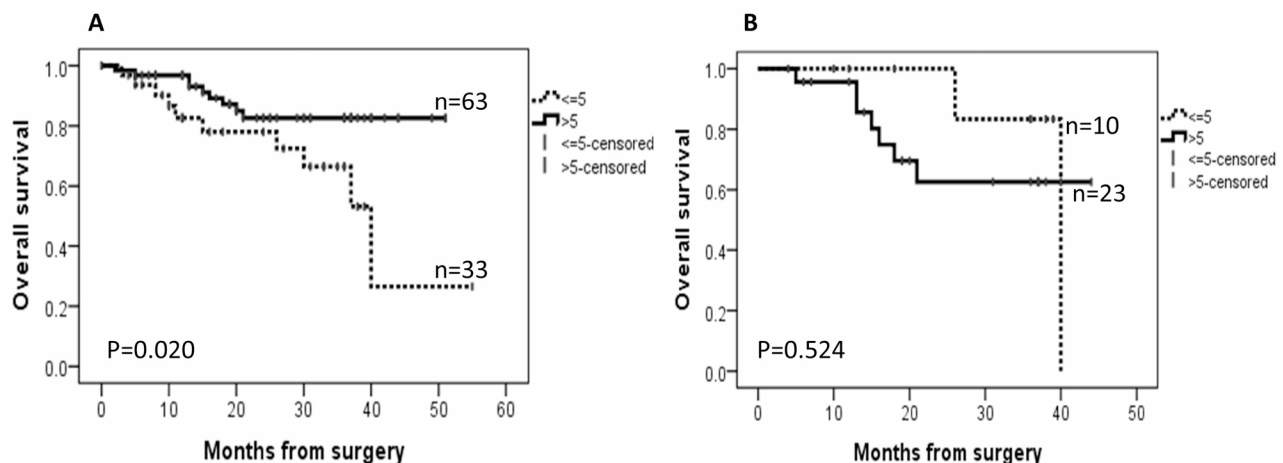 A
1.0
0.8
0.6
0.4
0.2
0.0
Overall survival
n=63
n=33
P=0.020
0 10 20 30 40 50 60
Months from surgery
<=5
>5
<=5-censored
>5-censored
B
1.0
0.8
0.6
0.4
0.2
0.0
Overall survival
n=10
n=23
P=0.524
0 10 20 30 40 50
Months from surgery
<=5
>5
<=5-censored
>5-censored